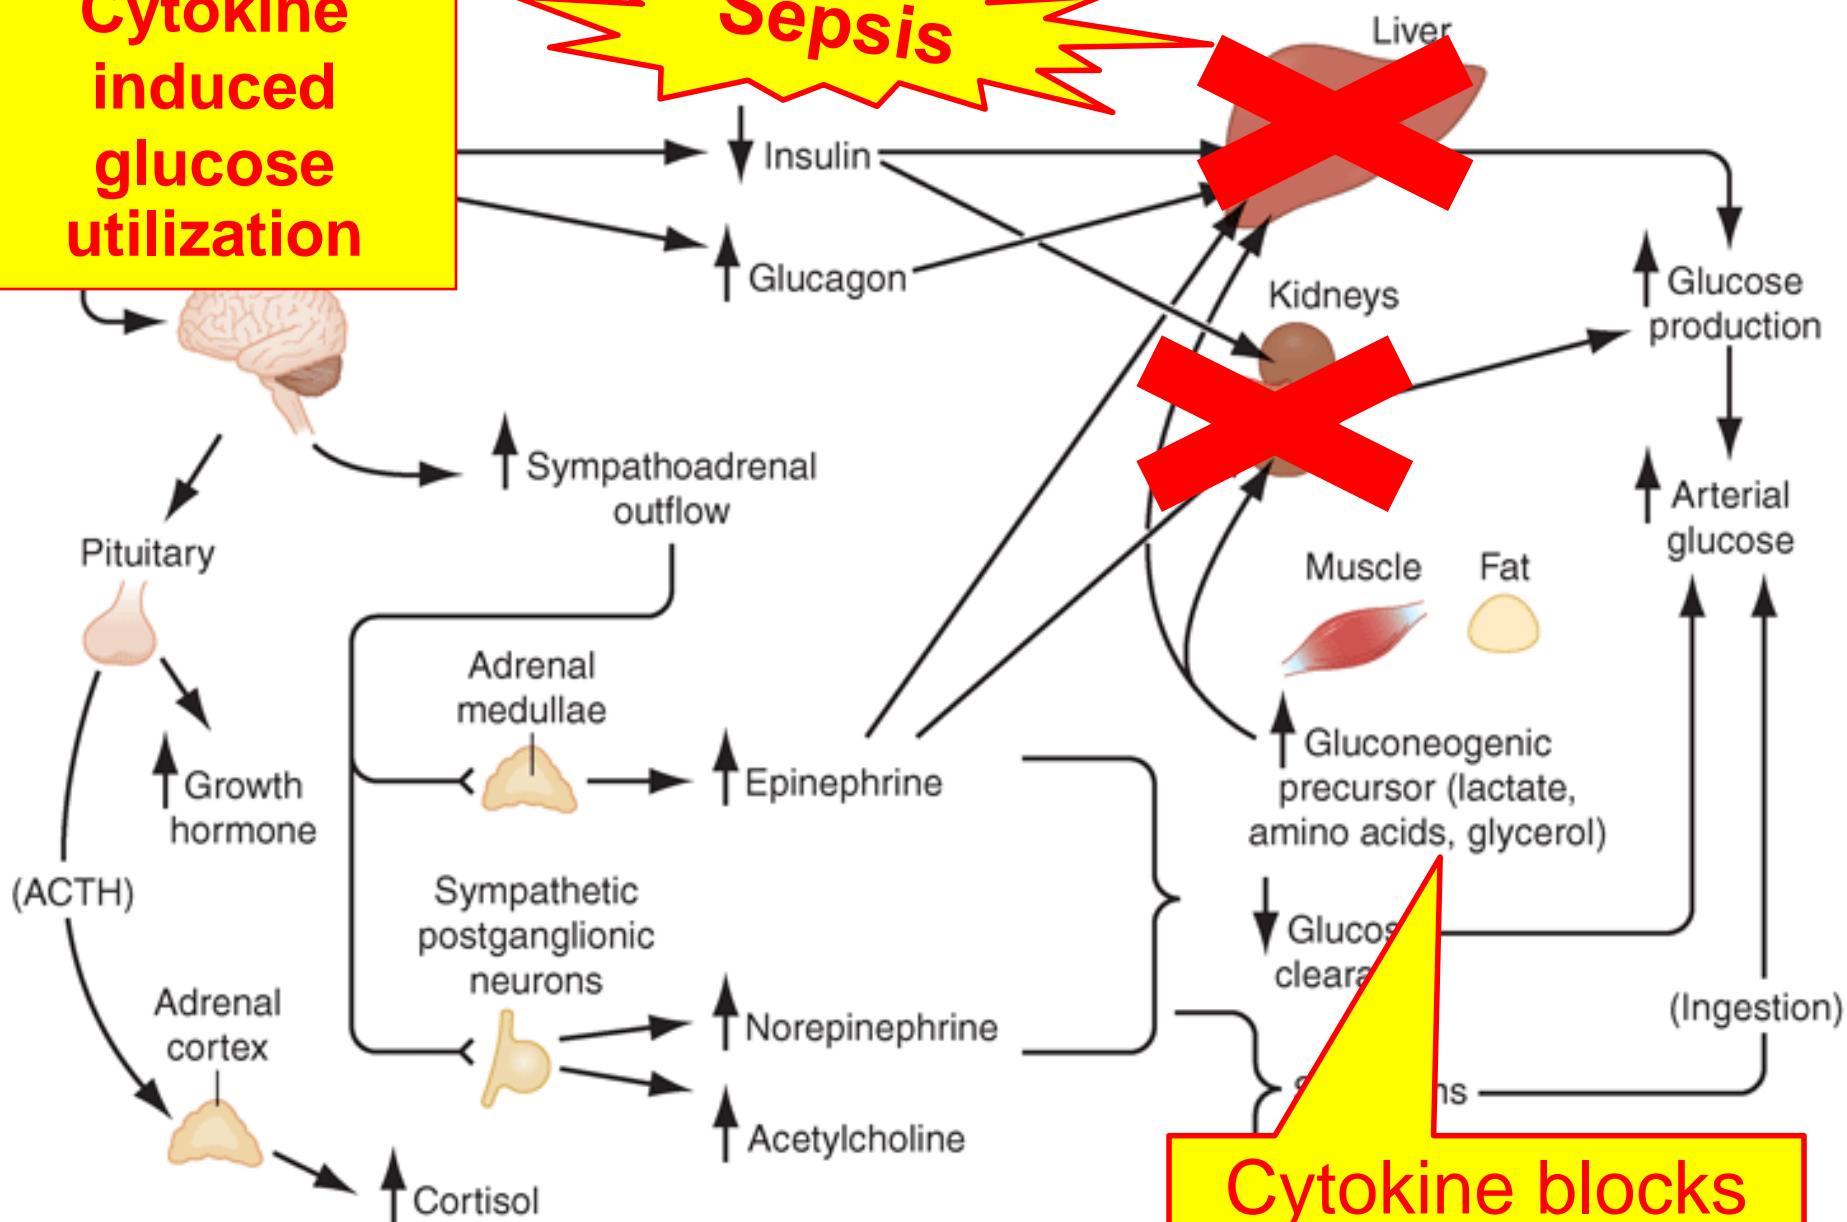 Cytokine
induced
glucose
utilization
Sepsis
Liver
Insulin
Glucagon
Kidneys
Glucose
production
Sympathoadrenal
outflow
Arterial
glucose
Pituitary
Muscle
Fat
Adrenal
medullae
Growth
hormone
Epinephrine
Gluconeogenic
precursor (lactate,
amino acids, glycerol)
(ACTH)
Sympathetic
postganglionic
neurons
Adrenal
cortex
Norepinephrine
(Ingestion)
Acetylcholine
Cortisol
Cytokine blocks